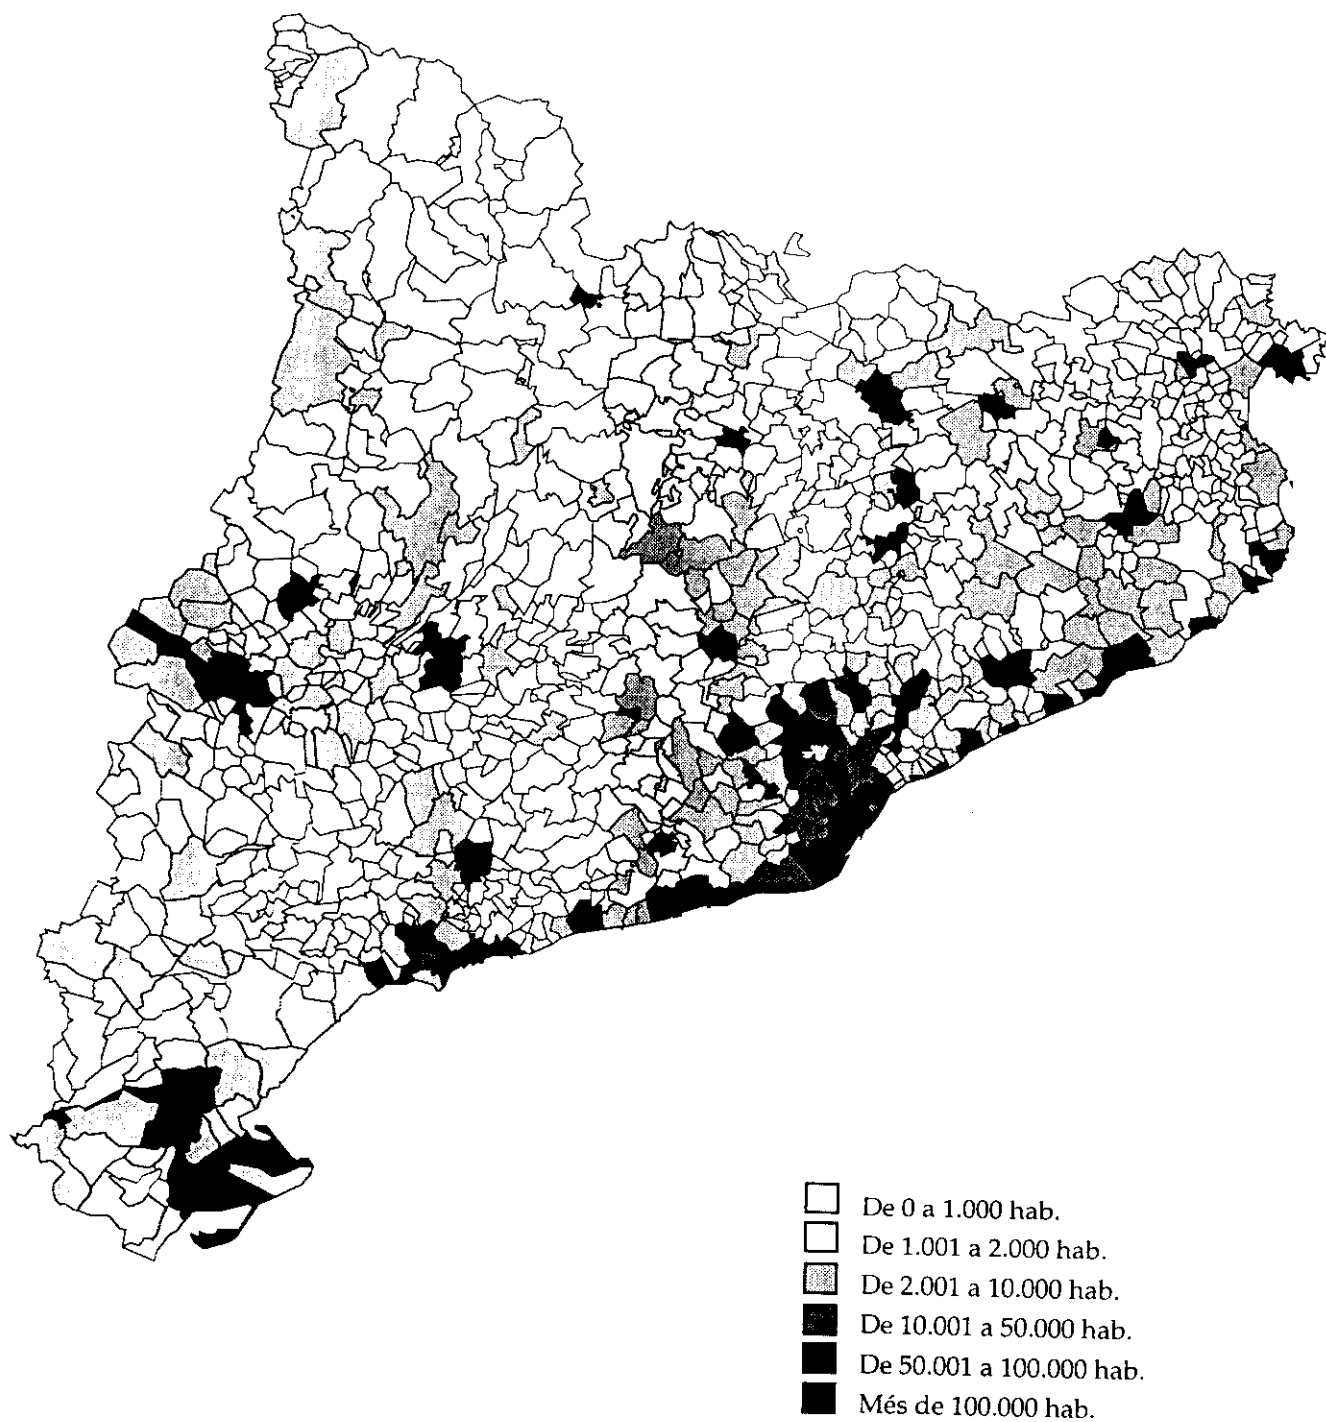 De 0 a 1.000 hab.
De 1.001 a 2.000 hab.
De 2.001 a 10.000 hab.
De 10.001 a 50.000 hab.
De 50.001 a 100.000 hab.
Més de 100.000 hab.